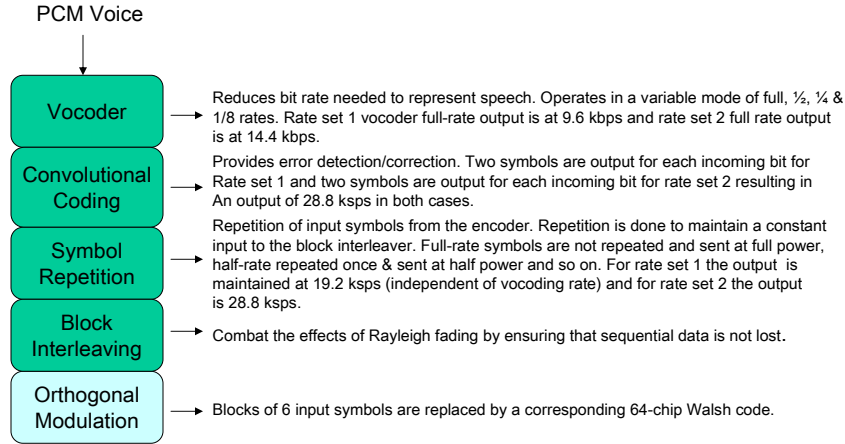 PCM Voice
Vocoder
Reduces bit rate needed to represent speech. Operates in a variable mode of full, ½, ¼ &
1/8 rates. Rate set 1 vocoder full-rate output is at 9.6 kbps and rate set 2 full rate output
is at 14.4 kbps.
Convolutional
Coding
Provides error detection/correction. Two symbols are output for each incoming bit for
Rate set 1 and two symbols are output for each incoming bit for rate set 2 resulting in
An output of 28.8 ksps in both cases.
Symbol
Repetition
Repetition of input symbols from the encoder. Repetition is done to maintain a constant
input to the block interleaver. Full-rate symbols are not repeated and sent at full power,
half-rate repeated once & sent at half power and so on. For rate set 1 the output is
maintained at 19.2 ksps (independent of vocoding rate) and for rate set 2 the output
is 28.8 ksps.
Block
Interleaving
Combat the effects of Rayleigh fading by ensuring that sequential data is not lost.
Orthogonal
Modulation
Blocks of 6 input symbols are replaced by a corresponding 64-chip Walsh code.